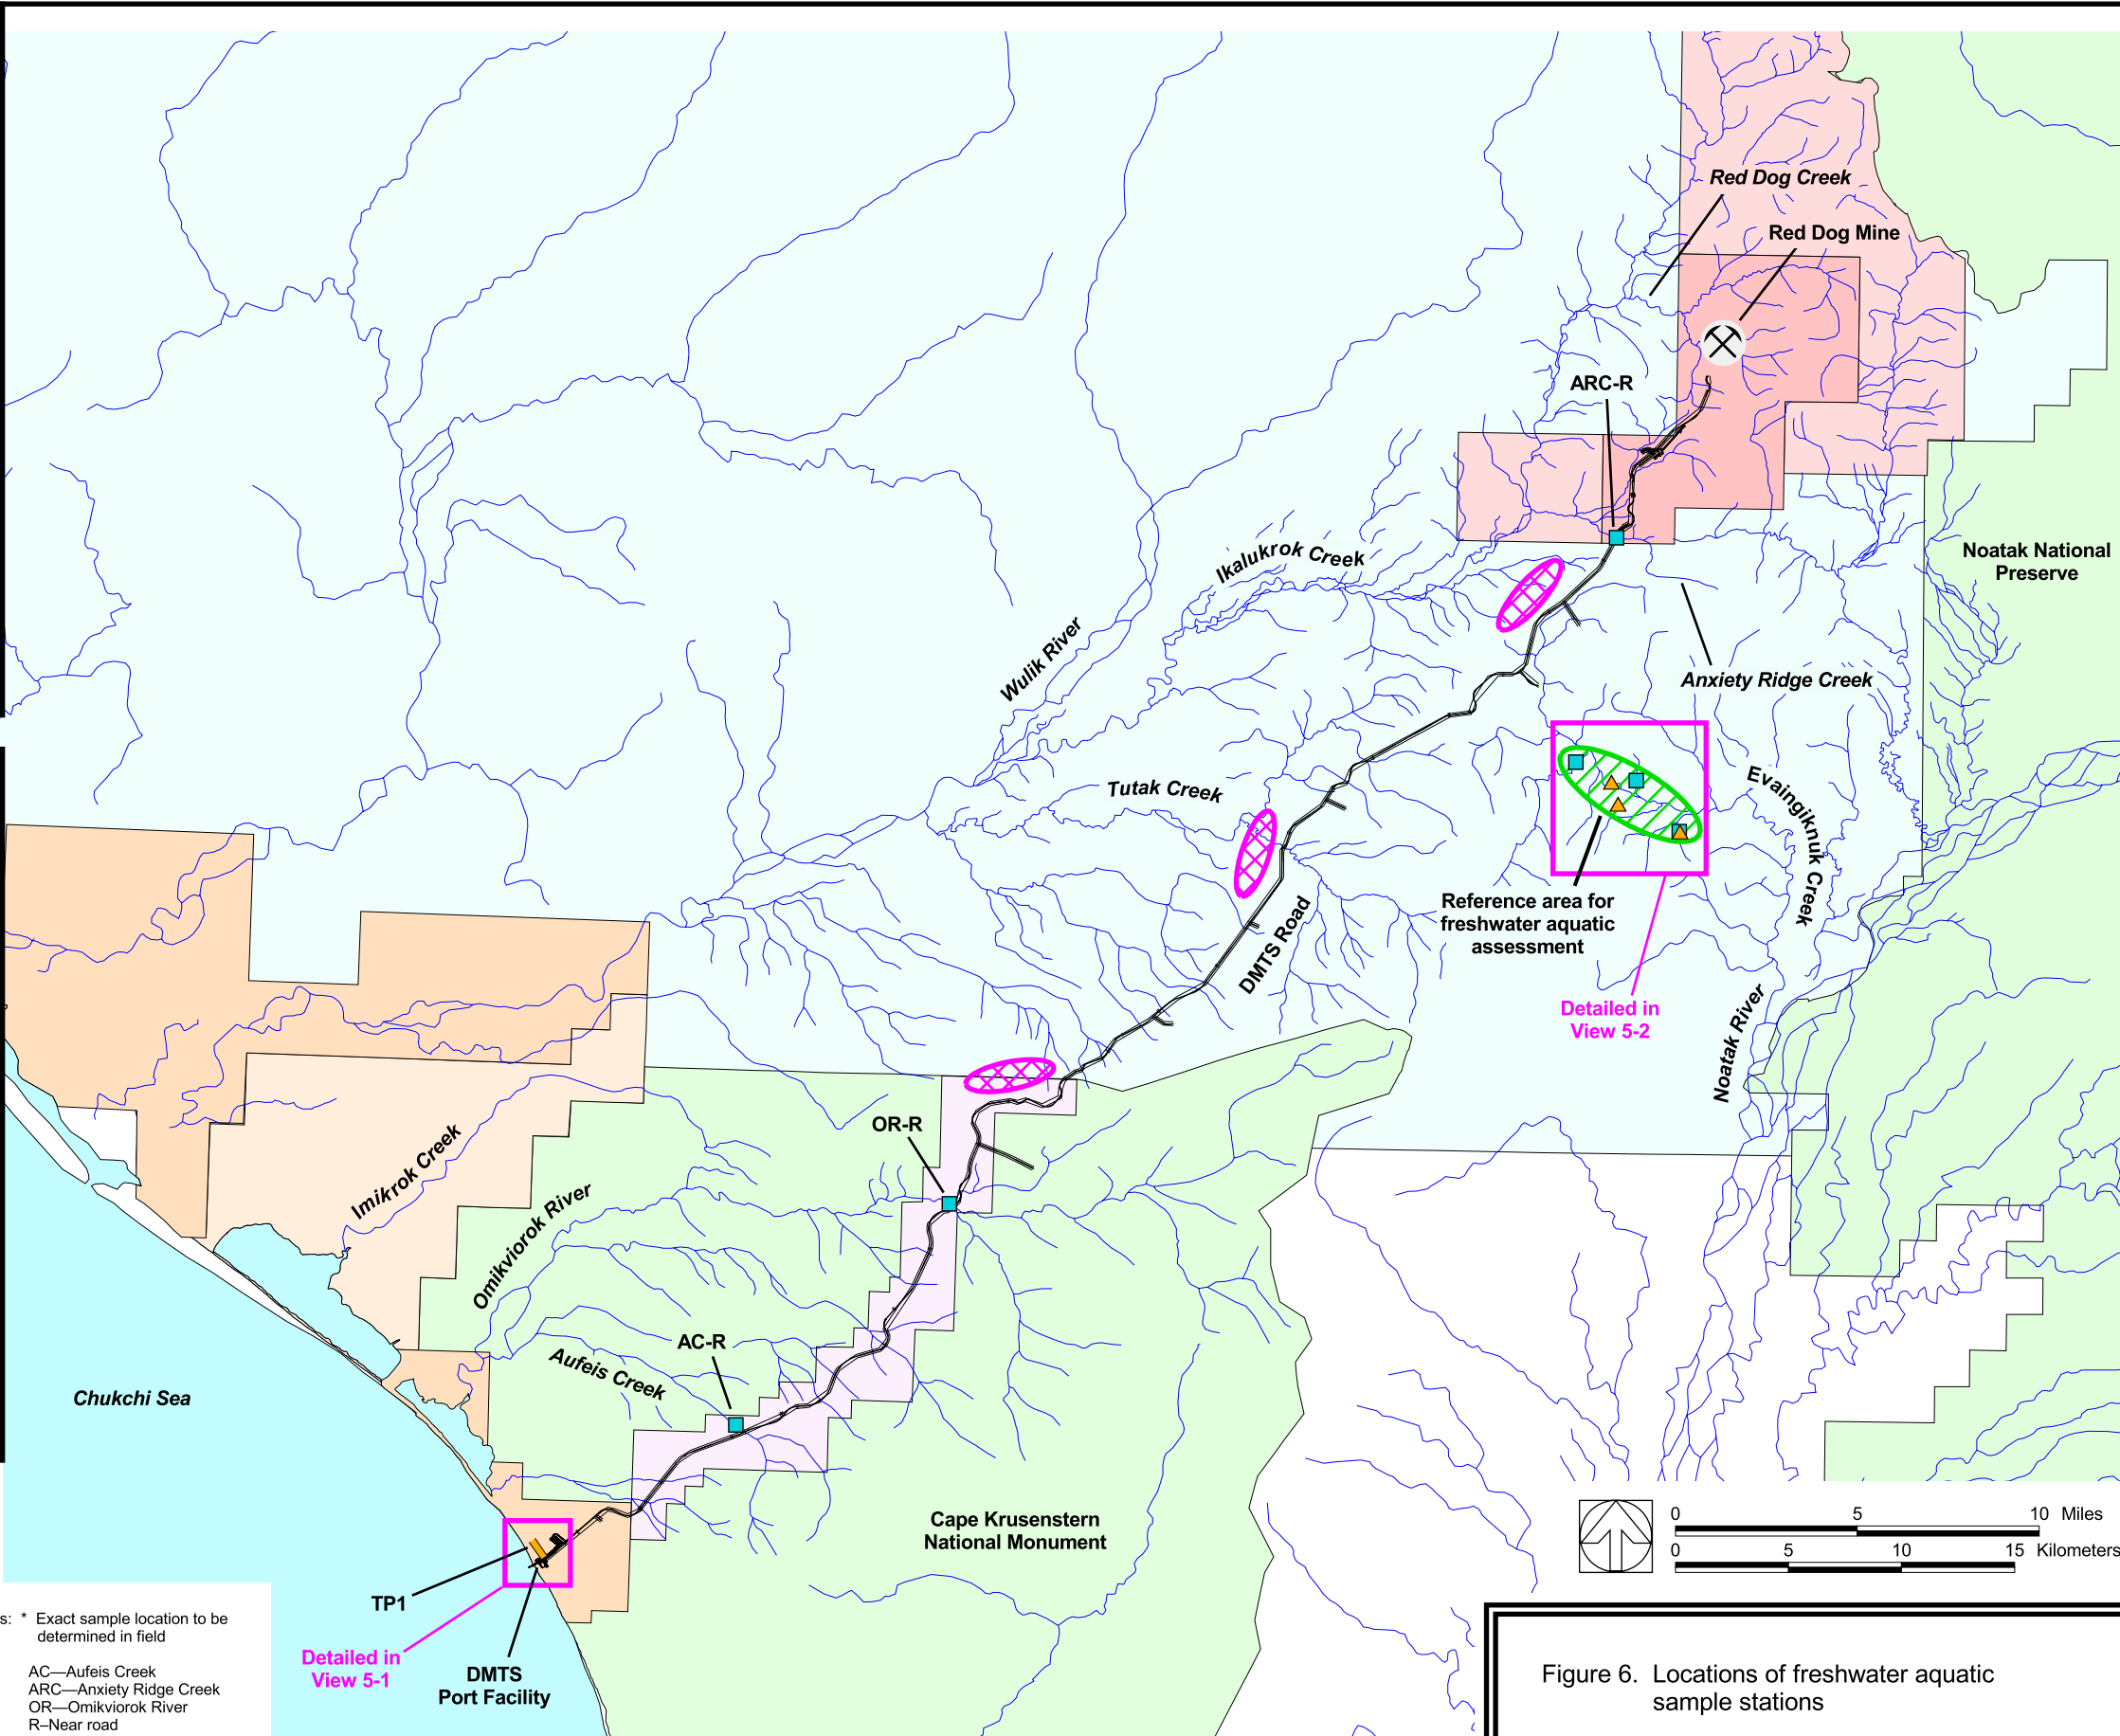 Red Dog Creek
Red Dog Mine
ARC-R
Ikalukrok Creek
Noatak National
Preserve
Wulik River
Anxiety Ridge Creek
Tutak Creek
Evaingiknuk Creek
Reference area for
freshwater aquatic
assessment
DMTS Road
Detailed in
View 5-2
Noatak River
OR-R
Imikrok Creek
Omikviorok River
AC-R
Aufeis Creek
Chukchi Sea
Cape Krusenstern
National Monument
0 5 10 Miles
0 5 10 15 Kilometers
TP1
Detailed in
View 5-1
DMTS
Port Facility
s: * Exact sample location to be
determined in field
AC—Aufeis Creek
ARC—Anxiety Ridge Creek
OR—Omikviorok River
R–Near road
Figure 6. Locations of freshwater aquatic
sample stations